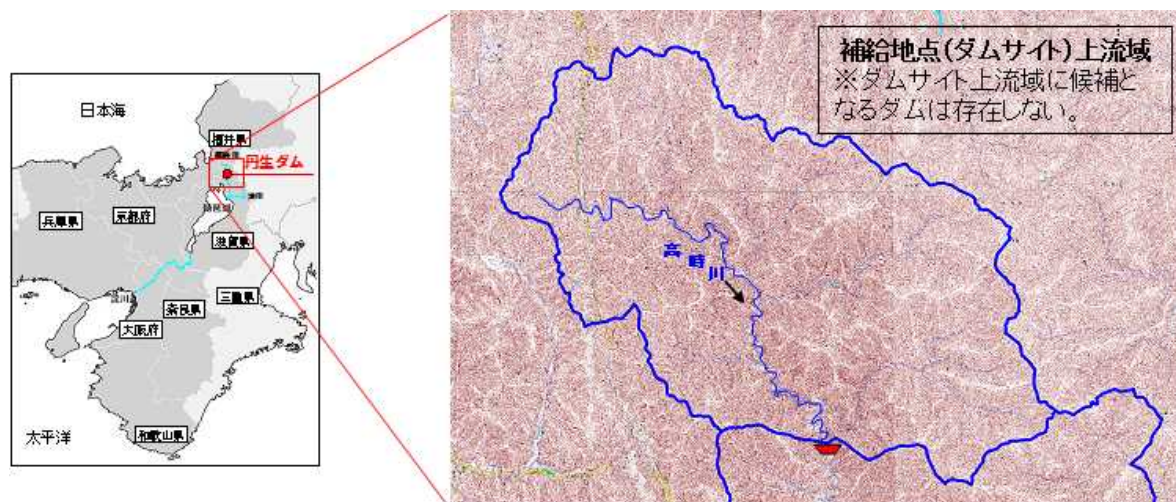 日本海
福井県
丹生ダム
兵庫県
京都府
滋賀県
大阪府
奈良県
三重県
和歌山県
太平洋
補給地点(ダムサイト)上流域
※ダムサイト上流域に候補と
なるダムは存在しない。
高時川